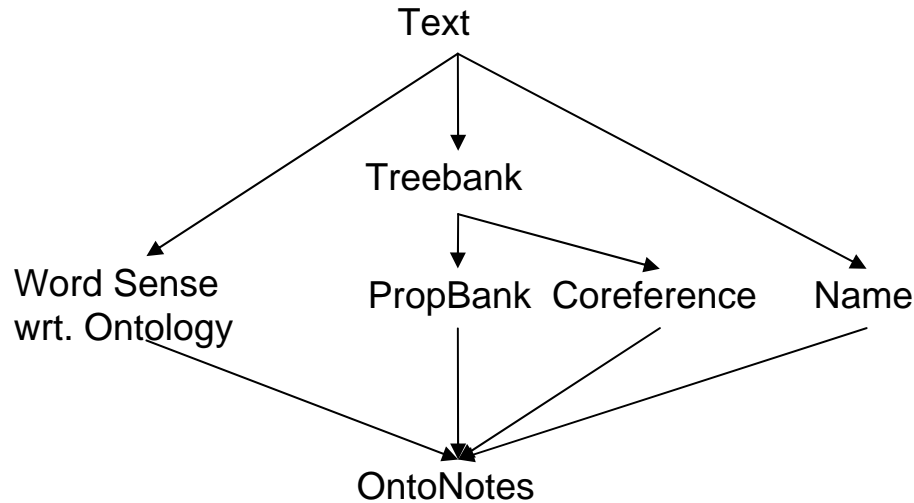 Text
Treebank
Word Sense
wrt. Ontology
PropBank
Coreference
Name
OntoNotes